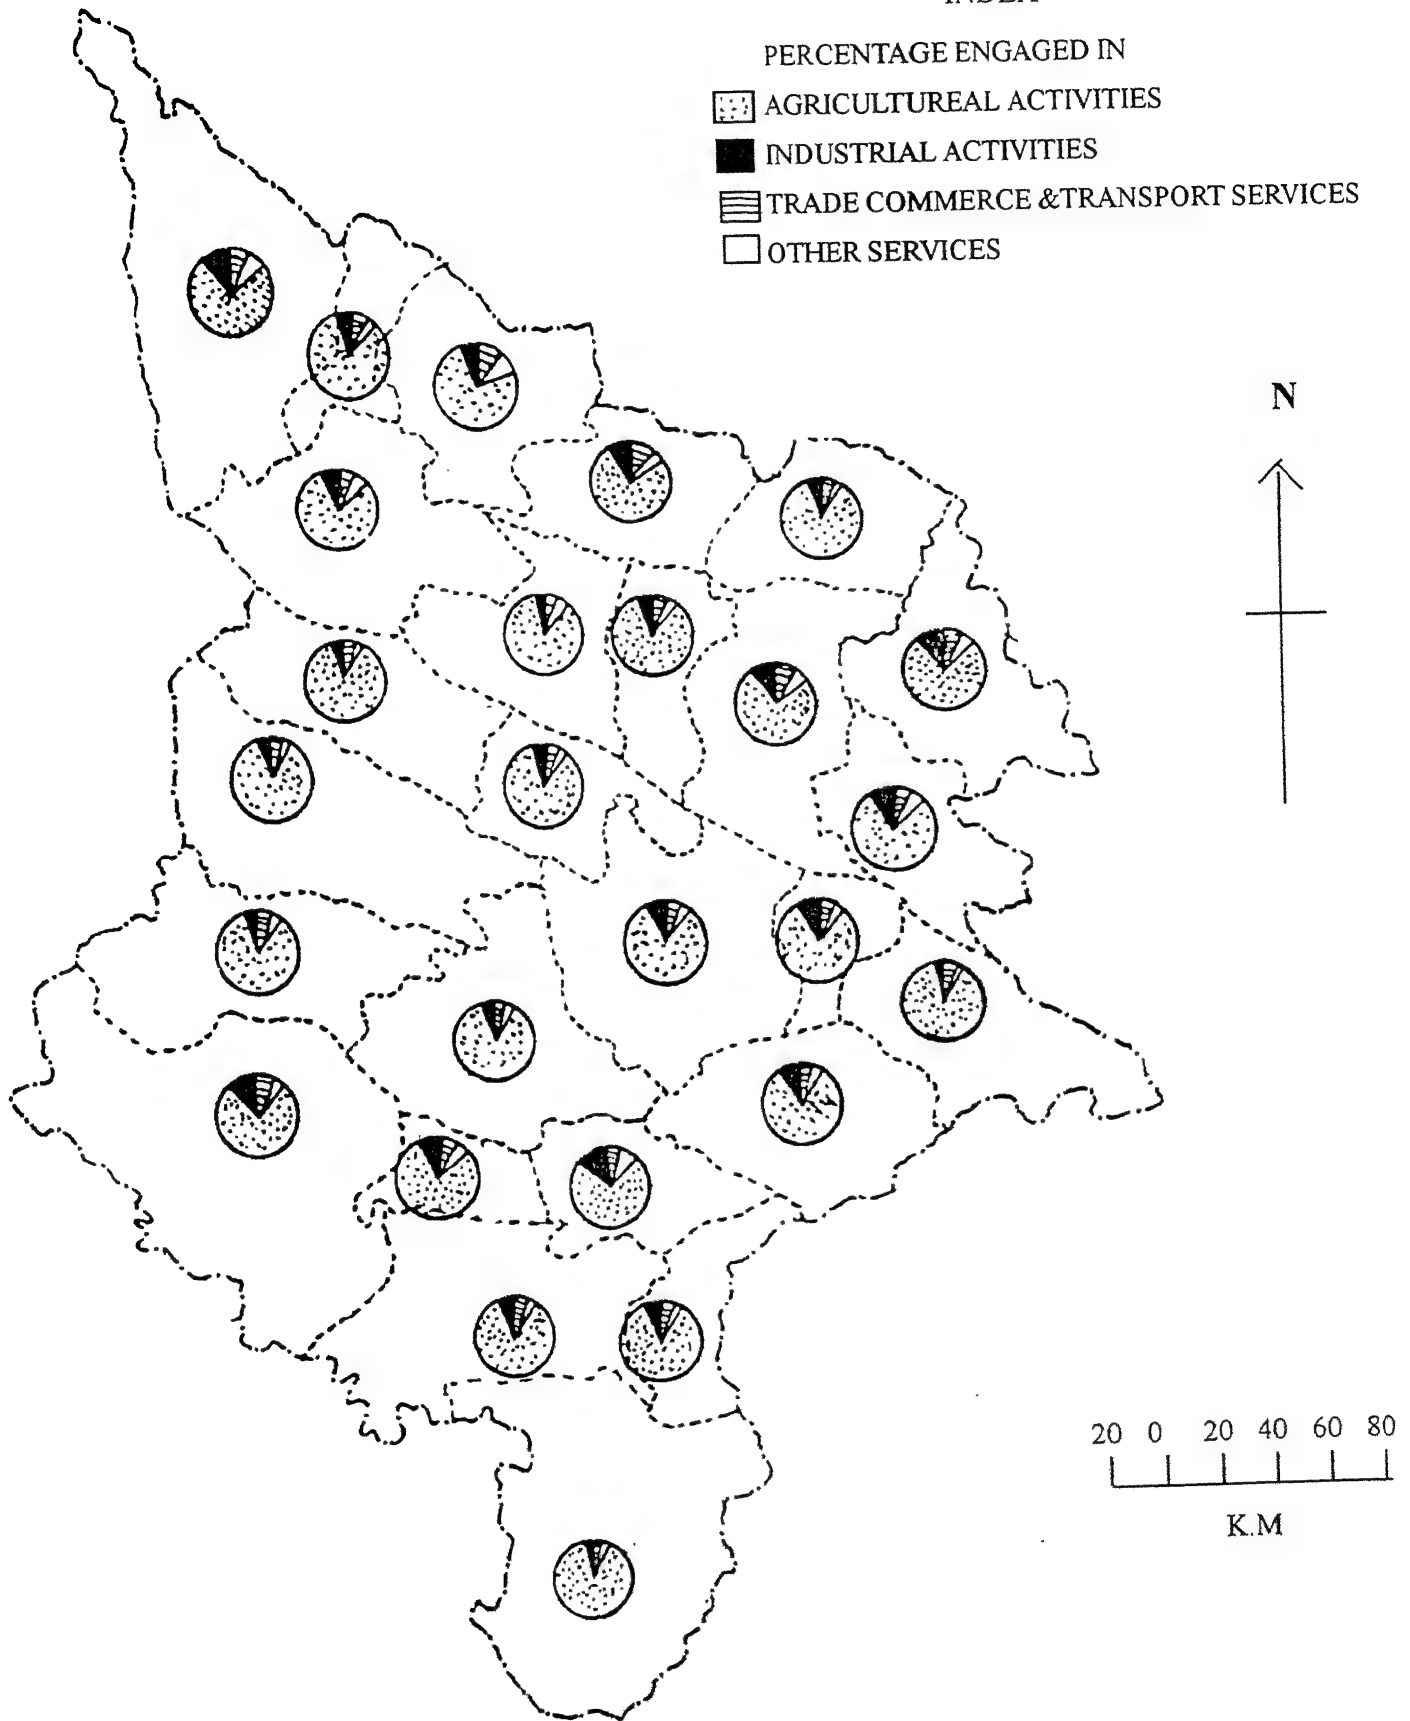 PERCENTAGE ENGAGED IN
AGRICULTUREAL ACTIVITIES
INDUSTRIAL ACTIVITIES
TRADE COMMERCE &TRANSPORT SERVICES
OTHER SERVICES
N
20 0 20 40 60 80
K.M